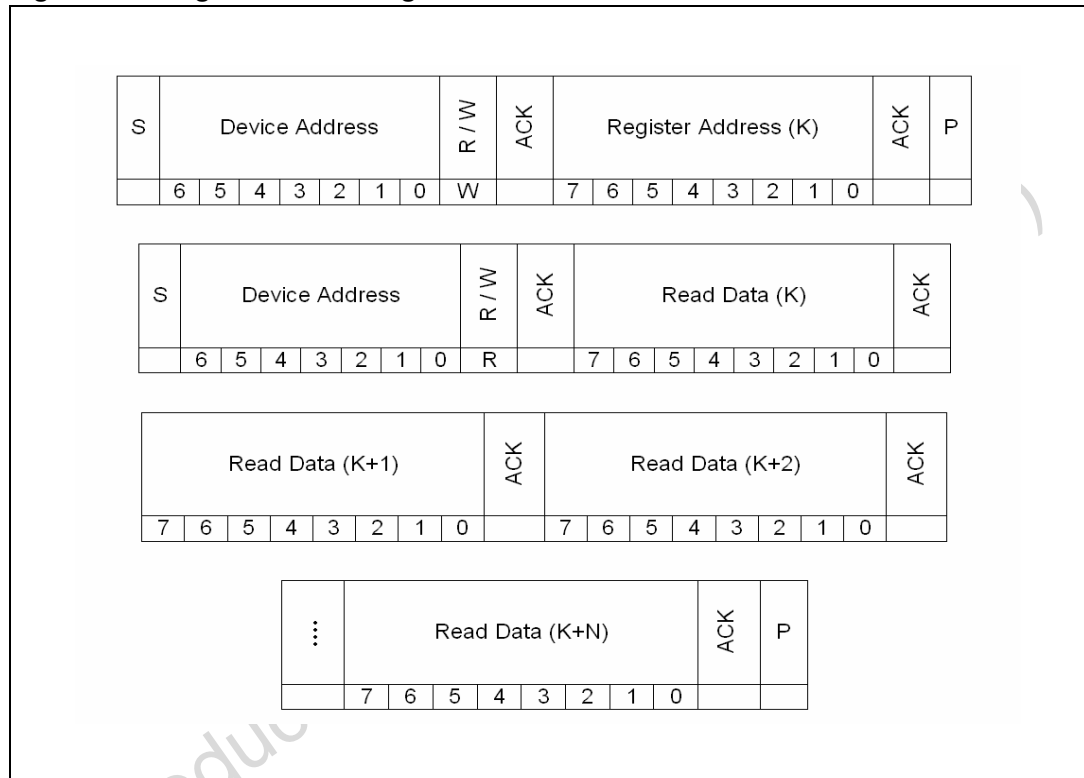 S Device Address R / W ACK Register Address (K) ACK P
6 5 4 3 2 1 0 W 7 6 5 4 3 2 1 0
S Device Address R / W ACK Read Data (K) ACK
6 5 4 3 2 1 0 R 7 6 5 4 3 2 1 0
Read Data (K+1) ACK Read Data (K+2) ACK
7 6 5 4 3 2 1 0 7 6 5 4 3 2 1 0
Read Data (K+N) ACK P
7 6 5 4 3 2 1 0